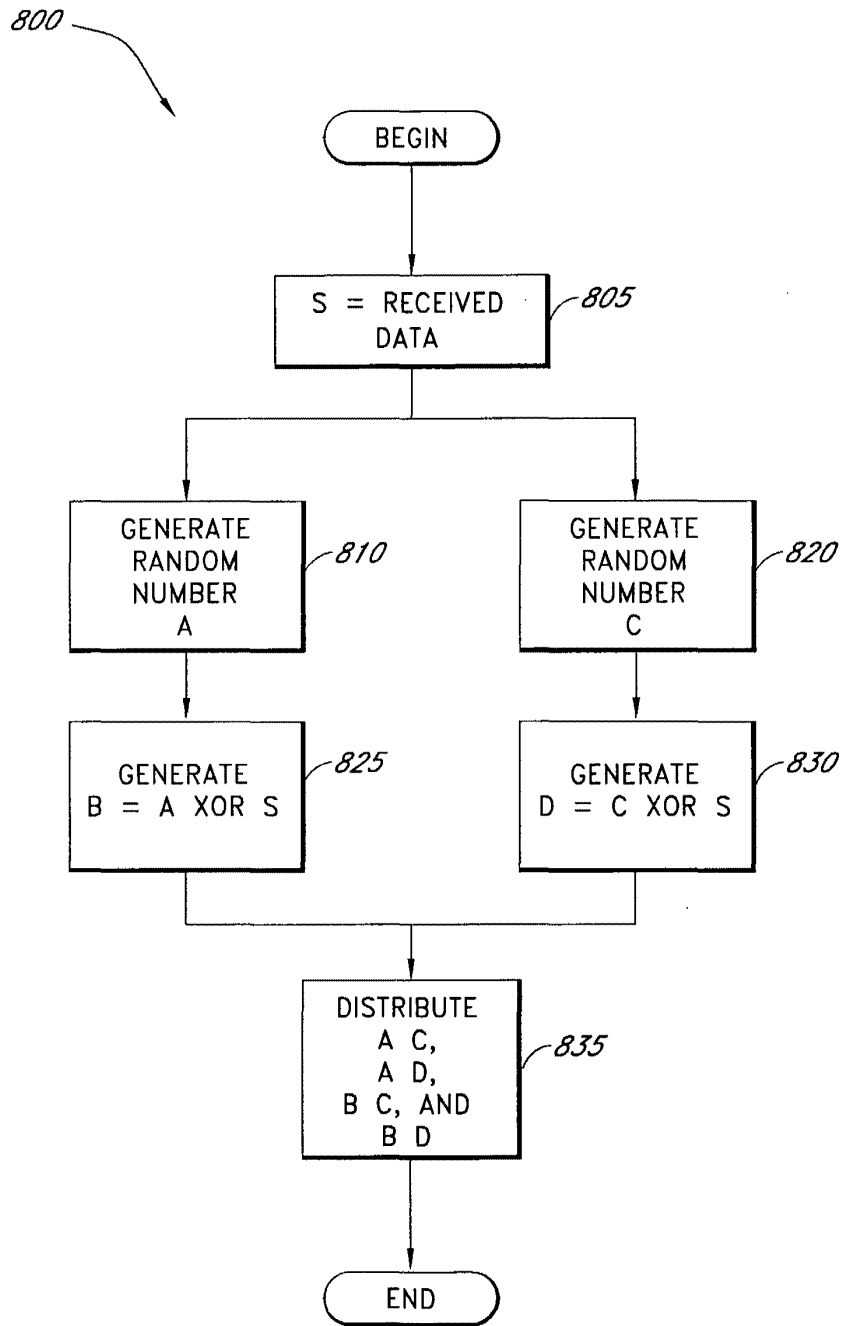 800
BEGIN
S = RECEIVED
DATA
805
GENERATE
RANDOM
NUMBER
A
810
GENERATE
RANDOM
NUMBER
C
820
GENERATE
B = A XOR S
825
GENERATE
D = C XOR S
830
DISTRIBUTE
A C,
A D,
B C, AND
B D
835
END